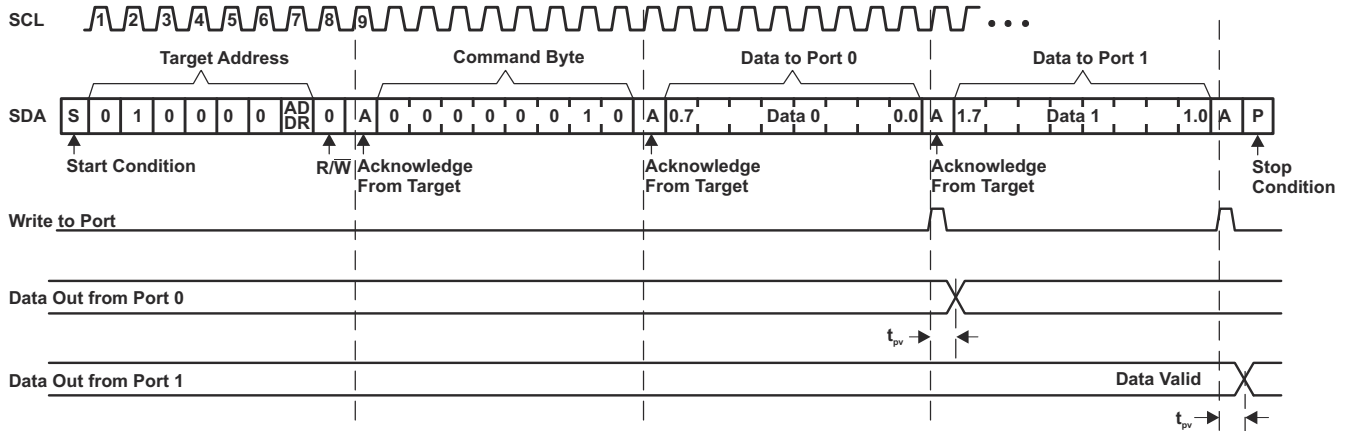 SCL 1 2 3 4 5 6 7 8 9 • • •
Target Address Command Byte Data to Port 0 Data to Port 1
SDA S 0 1 0 0 0 0 AD DR 0 A 0 0 0 0 0 0 1 0 A 0.7 Data 0 0.0 A 1.7 Data 1 1.0 A P
Start Condition R/W̅ Acknowledge From Target Acknowledge From Target Acknowledge From Target Stop Condition
Write to Port
Data Out from Port 0
tpv
Data Out from Port 1 Data Valid
tpv